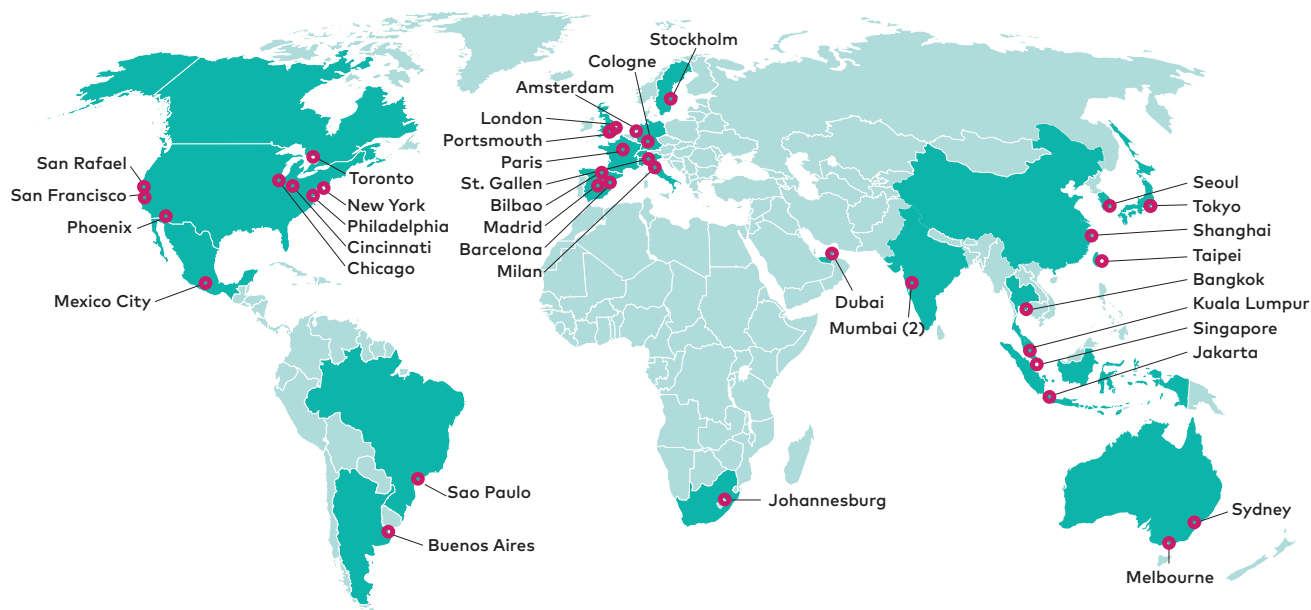 Stockholm
Cologne
Amsterdam
London
Portsmouth
Paris
St. Gallen
Bilbao
Madrid
Barcelona
Milan
San Rafael
San Francisco
Phoenix
Mexico City
Toronto
New York
Philadelphia
Cincinnati
Chicago
Sao Paulo
Buenos Aires
Johannesburg
Dubai
Mumbai (2)
Seoul
Tokyo
Shanghai
Taipei
Bangkok
Kuala Lumpur
Singapore
Jakarta
Sydney
Melbourne